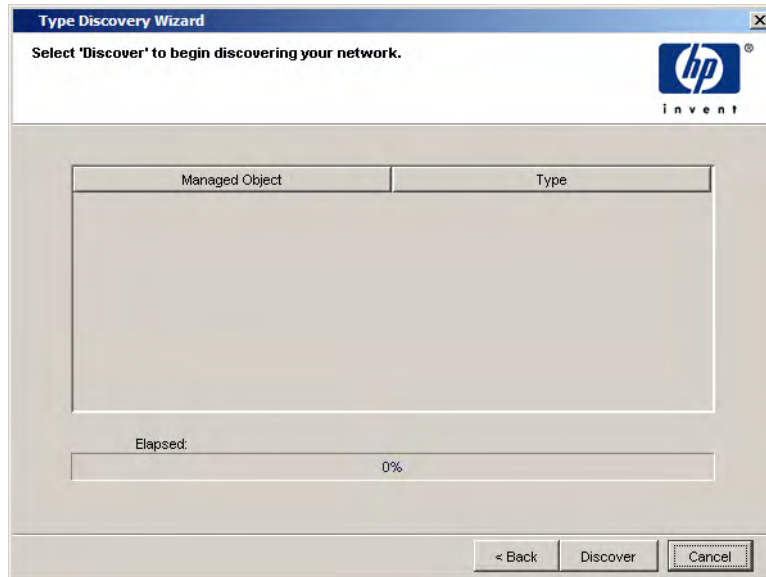 Type Discovery Wizard
Select 'Discover' to begin discovering your network.
hp ®
invent
Managed Object Type
Elapsed:
0%
< Back Discover Cancel